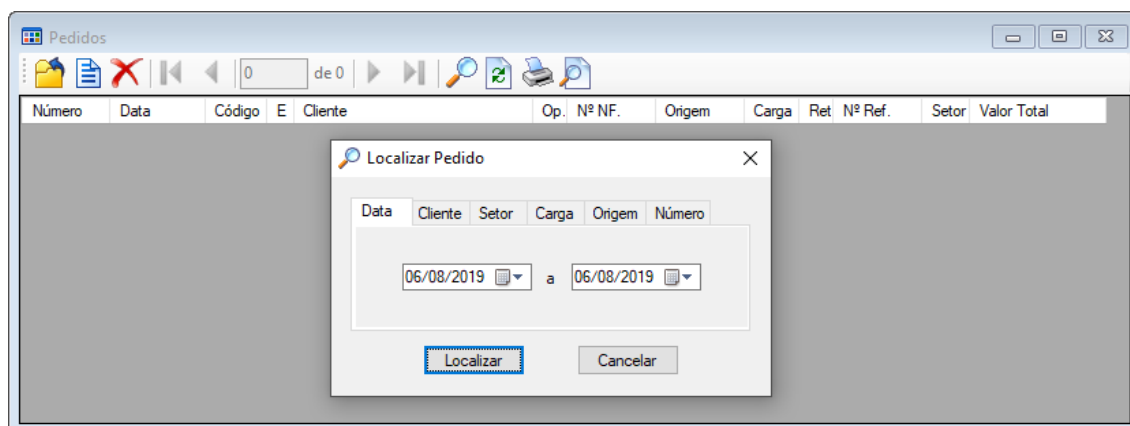 Pedidos
0 de 0
Número Data Código E Cliente Op. Nº NF. Origem Carga Ret Nº Ref. Setor Valor Total
Localizar Pedido
Data Cliente Setor Carga Origem Número
06/08/2019 a 06/08/2019
Localizar Cancelar